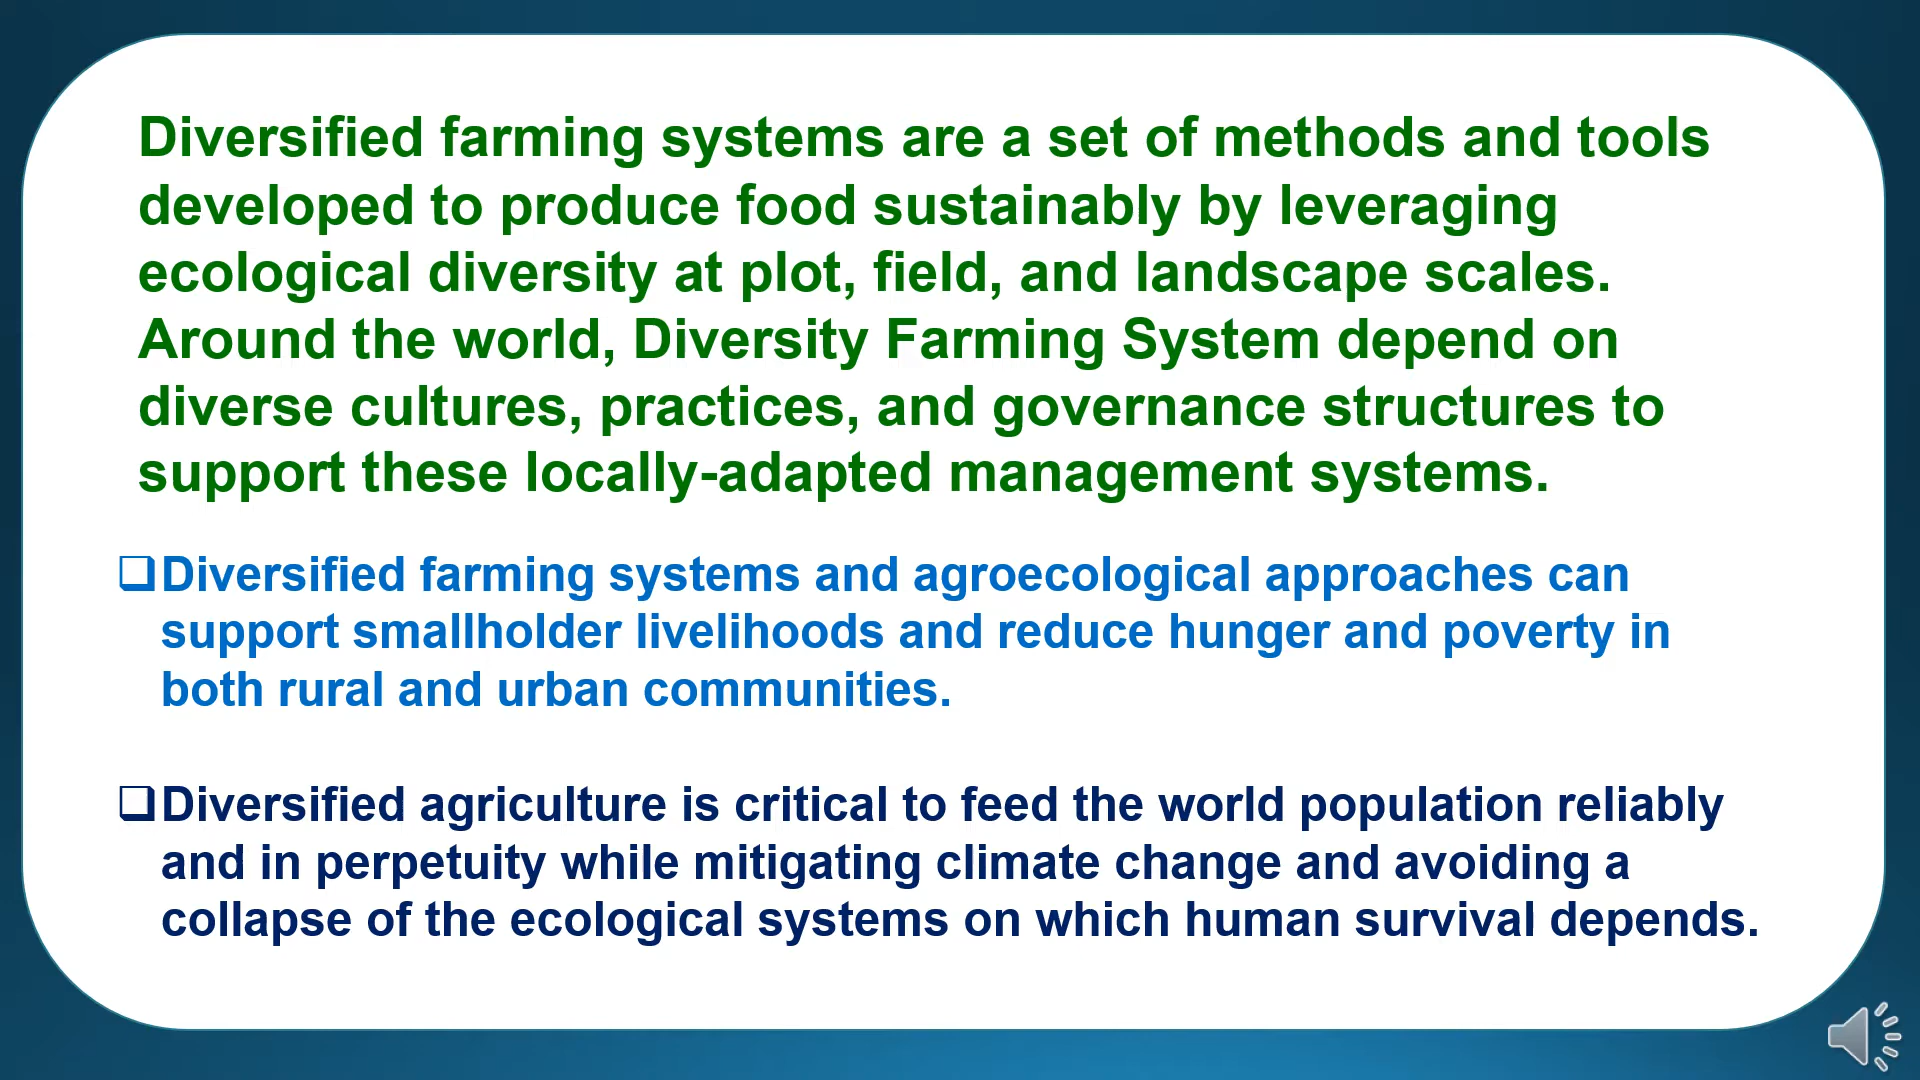 Diversified farming systems are a set of methods and tools
developed to produce food sustainably by leveraging
ecological diversity at plot, field, and landscape scales.
Around the world, Diversity Farming System depend on
diverse cultures, practices, and governance structures to
support these locally-adapted management systems.
❑Diversified farming systems and agroecological approaches can
support smallholder livelihoods and reduce hunger and poverty in
both rural and urban communities.
❑Diversified agriculture is critical to feed the world population reliably
and in perpetuity while mitigating climate change and avoiding a
collapse of the ecological systems on which human survival depends.